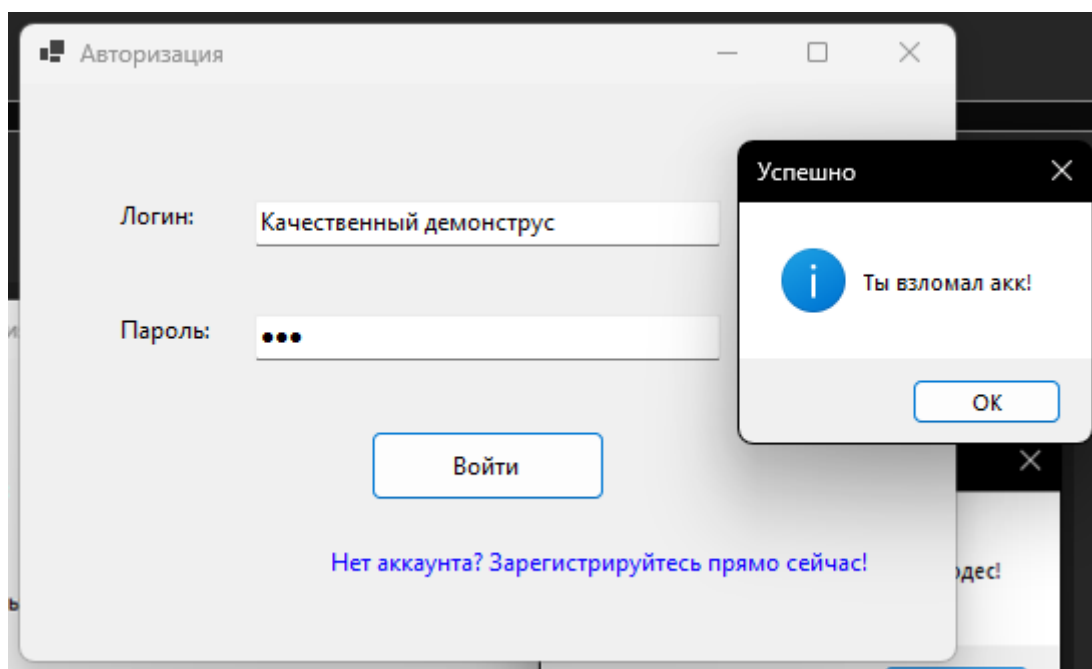 Авторизация
Успешно
Логин:
Качественный демонструс
Ты взломал акк!
Пароль:
●●●
OK
Войти
Нет аккаунта? Зарегистрируйтесь прямо сейчас!